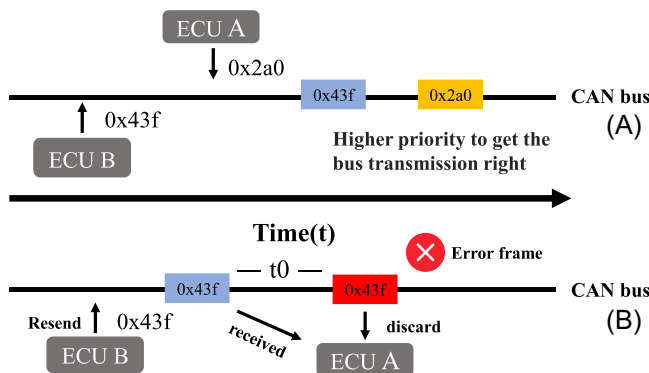 ECU A
0x2a0
0x43f
0x2a0
CAN bus
0x43f
ECU B
(A)
Higher priority to get the
bus transmission right
Time(t)
Error frame
0x43f
t0
0x43f
CAN bus
Resend
0x43f
received
discard
(B)
ECU B
ECU A